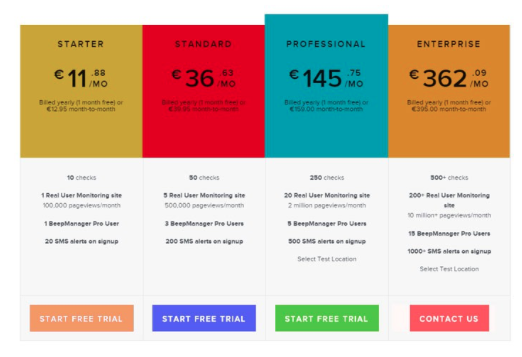 STARTER
€ 11 .88 /MO
Billed yearly (1 month free) or
€12.95 month-to-month
10 checks
1 Real User Monitoring site
100,000 pageviews/month
1 BeepManager Pro User
20 SMS alerts on signup
START FREE TRIAL
STANDARD
€ 36 .63 /MO
Billed yearly (1 month free) or
€39.95 month-to-month
50 checks
5 Real User Monitoring site
500,000 pageviews/month
3 BeepManager Pro Users
200 SMS alerts on signup
START FREE TRIAL
PROFESSIONAL
€ 145 .75 /MO
Billed yearly (1 month free) or
€159.00 month-to-month
250 checks
20 Real User Monitoring site
2 million pageviews/month
5 BeepManager Pro Users
500 SMS alerts on signup
Select Test Location
START FREE TRIAL
ENTERPRISE
€ 362 .09 /MO
Billed yearly (1 month free) or
€395.00 month-to-month
500+ checks
200+ Real User Monitoring
site
10 million+ pageviews/month
15 BeepManager Pro Users
1000+ SMS alerts on signup
Select Test Location
CONTACT US